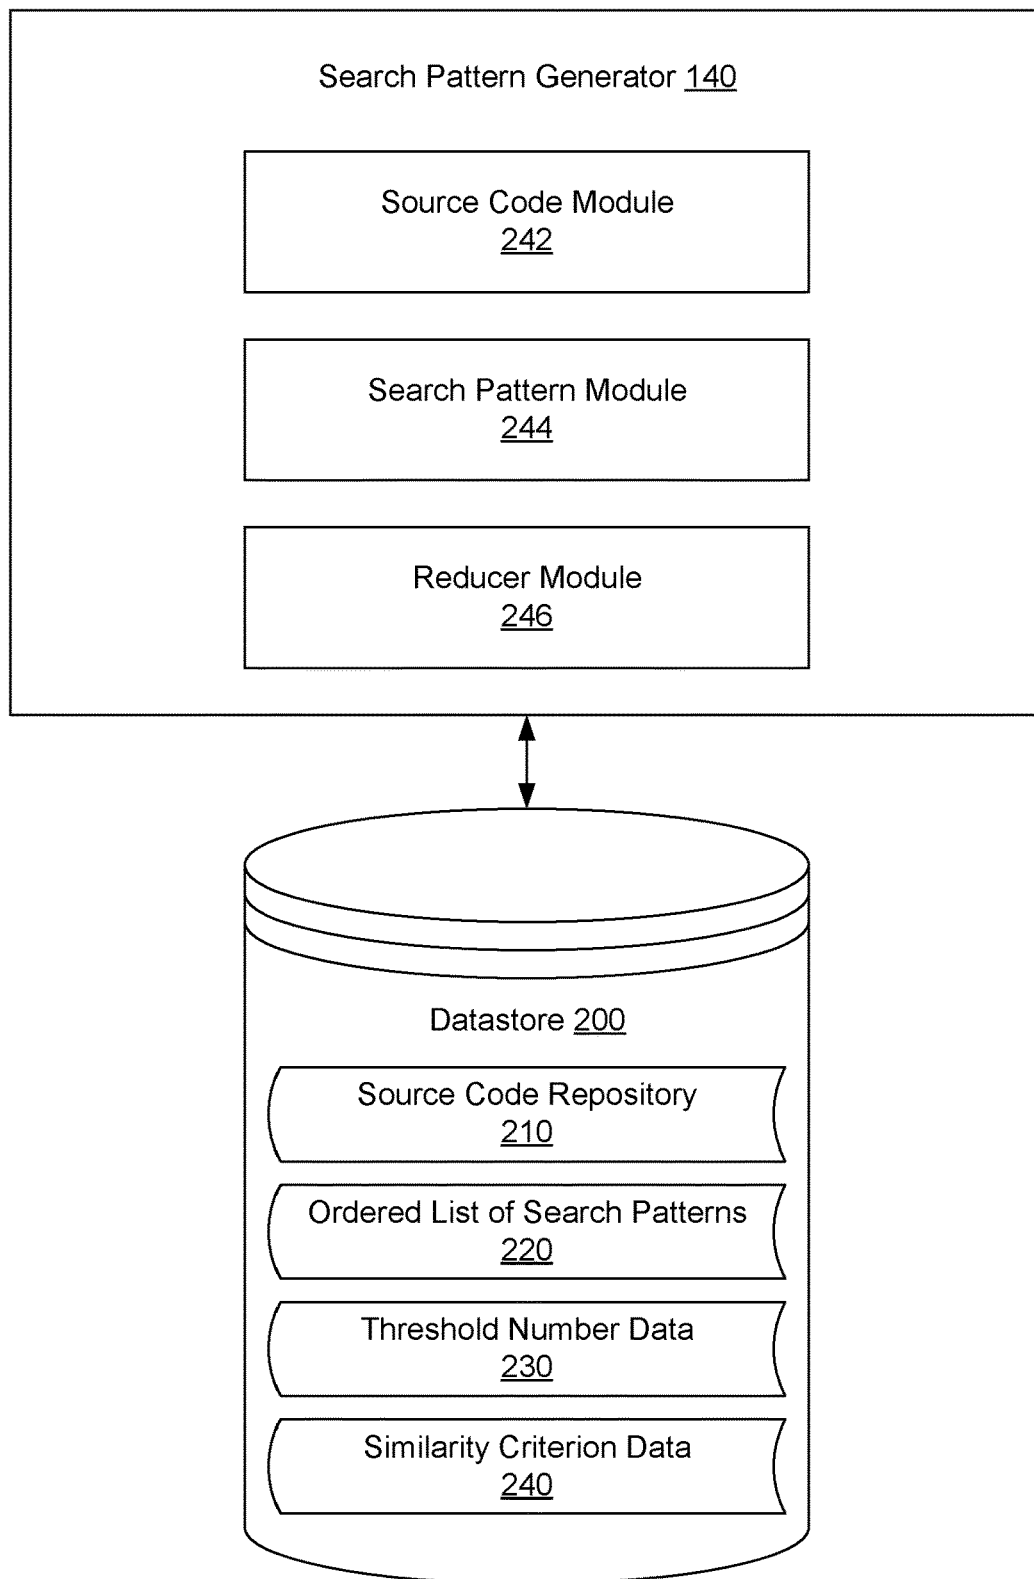 Search Pattern Generator 140
Source Code Module
242
Search Pattern Module
244
Reducer Module
246
Datastore 200
Source Code Repository
210
Ordered List of Search Patterns
220
Threshold Number Data
230
Similarity Criterion Data
240